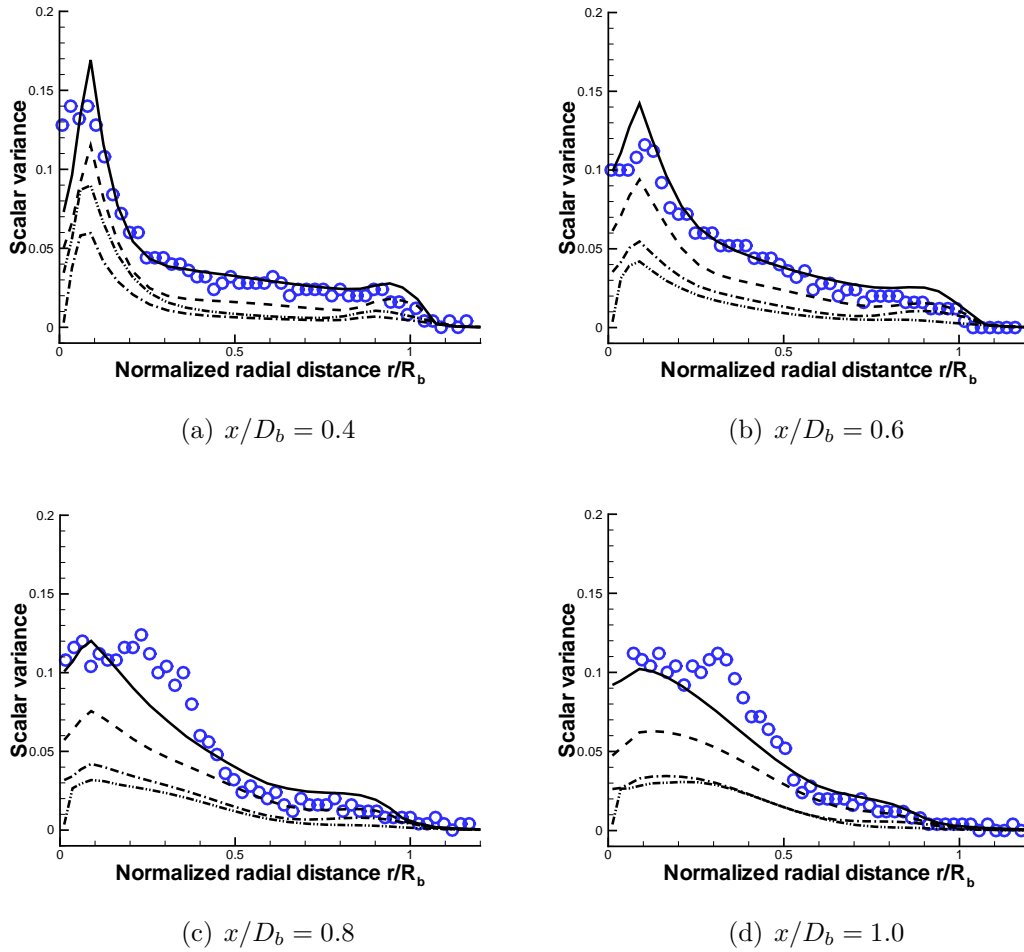 0.2
0.15
0.1
0.05
0
Scalar variance
0 0.5 1
Normalized radial distance r/R_b
(a) x/D_b = 0.4
0.2
0.15
0.1
0.05
0
Scalar variance
0 0.5 1
Normalized radial distantce r/R_b
(b) x/D_b = 0.6
0.2
0.15
0.1
0.05
0
Scalar variance
0 0.5 1
Normalized radial distance r/R_b
(c) x/D_b = 0.8
0.2
0.15
0.1
0.05
0
Scalar variance
0 0.5 1
Normalized radial distance r/R_b
(d) x/D_b = 1.0